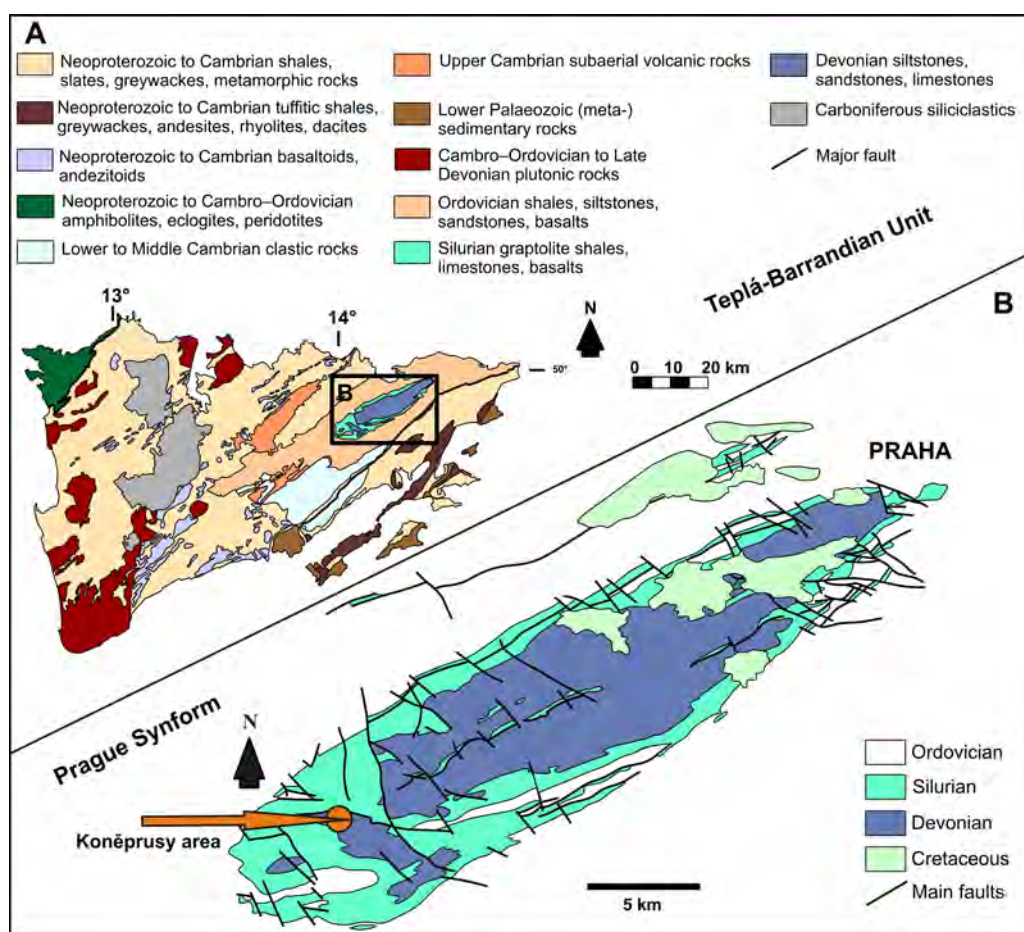 A
Neoproterozoic to Cambrian shales,
slates, greywackes, metamorphic rocks
Neoproterozoic to Cambrian tuffitic shales,
greywackes, andesites, rhyolites, dacites
Neoproterozoic to Cambrian basaltoids,
andezitoids
Neoproterozoic to Cambro–Ordovician
amphibolites, eclogites, peridotites
Lower to Middle Cambrian clastic rocks
Upper Cambrian subaerial volcanic rocks
Lower Palaeozoic (meta-)
sedimentary rocks
Cambro–Ordovician to Late
Devonian plutonic rocks
Ordovician shales, siltstones,
sandstones, basalts
Silurian graptolite shales,
limestones, basalts
Devonian siltstones,
sandstones, limestones
Carboniferous siliciclastics
Major fault
Teplá-Barrandian Unit
13°
14°
N
50°
0 10 20 km
B
B
PRAHA
Prague Synform
N
Koněprusy area
5 km
Ordovician
Silurian
Devonian
Cretaceous
Main faults